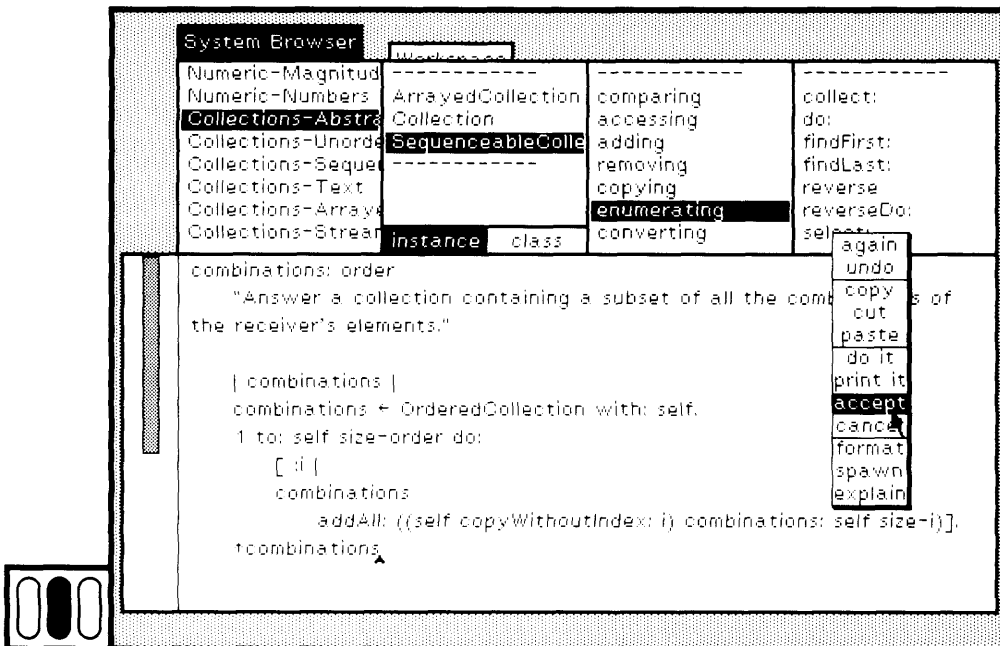 System Browser
Workspace
Numeric-Magnitud
Numeric-Numbers
Collections-Abstra
Collections-Unorde
Collections-Seque
Collections-Text
Collections-Arraye
Collections-Strear
------------
ArrayedCollection
Collection
SequenceableColle
------------
instance class
------------
comparing
accessing
adding
removing
copying
enumerating
converting
------------
collect:
do:
findFirst:
findLast:
reverse
reverseDo:
select:
again
undo
copy
cut
paste
do it
print it
accept
cancel
format
spawn
explain
combinations: order
"Answer a collection containing a subset of all the comb s of
the receiver's elements."
| combinations |
combinations ← OrderedCollection with: self.
1 to: self size-order do:
[ :i |
combinations
addAll: ((self copyWithoutIndex: i) combinations: self size-i)].
↑combinations